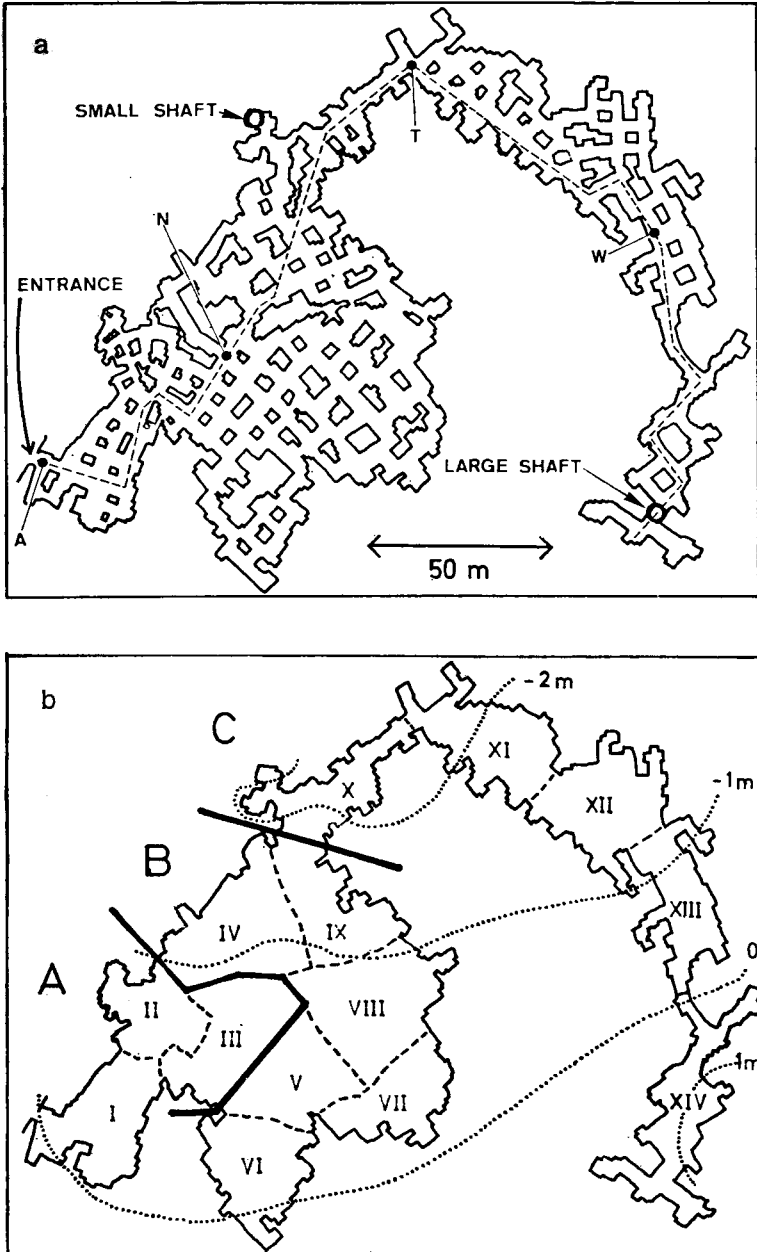 a
SMALL SHAFT
T
N
W
ENTRANCE
LARGE SHAFT
A
50 m
b
C
-2m
XI
X
-1m
XII
B
IV
IX
XIII
A
II
0
III
VIII
V
1m
I
VII
XIV
VI